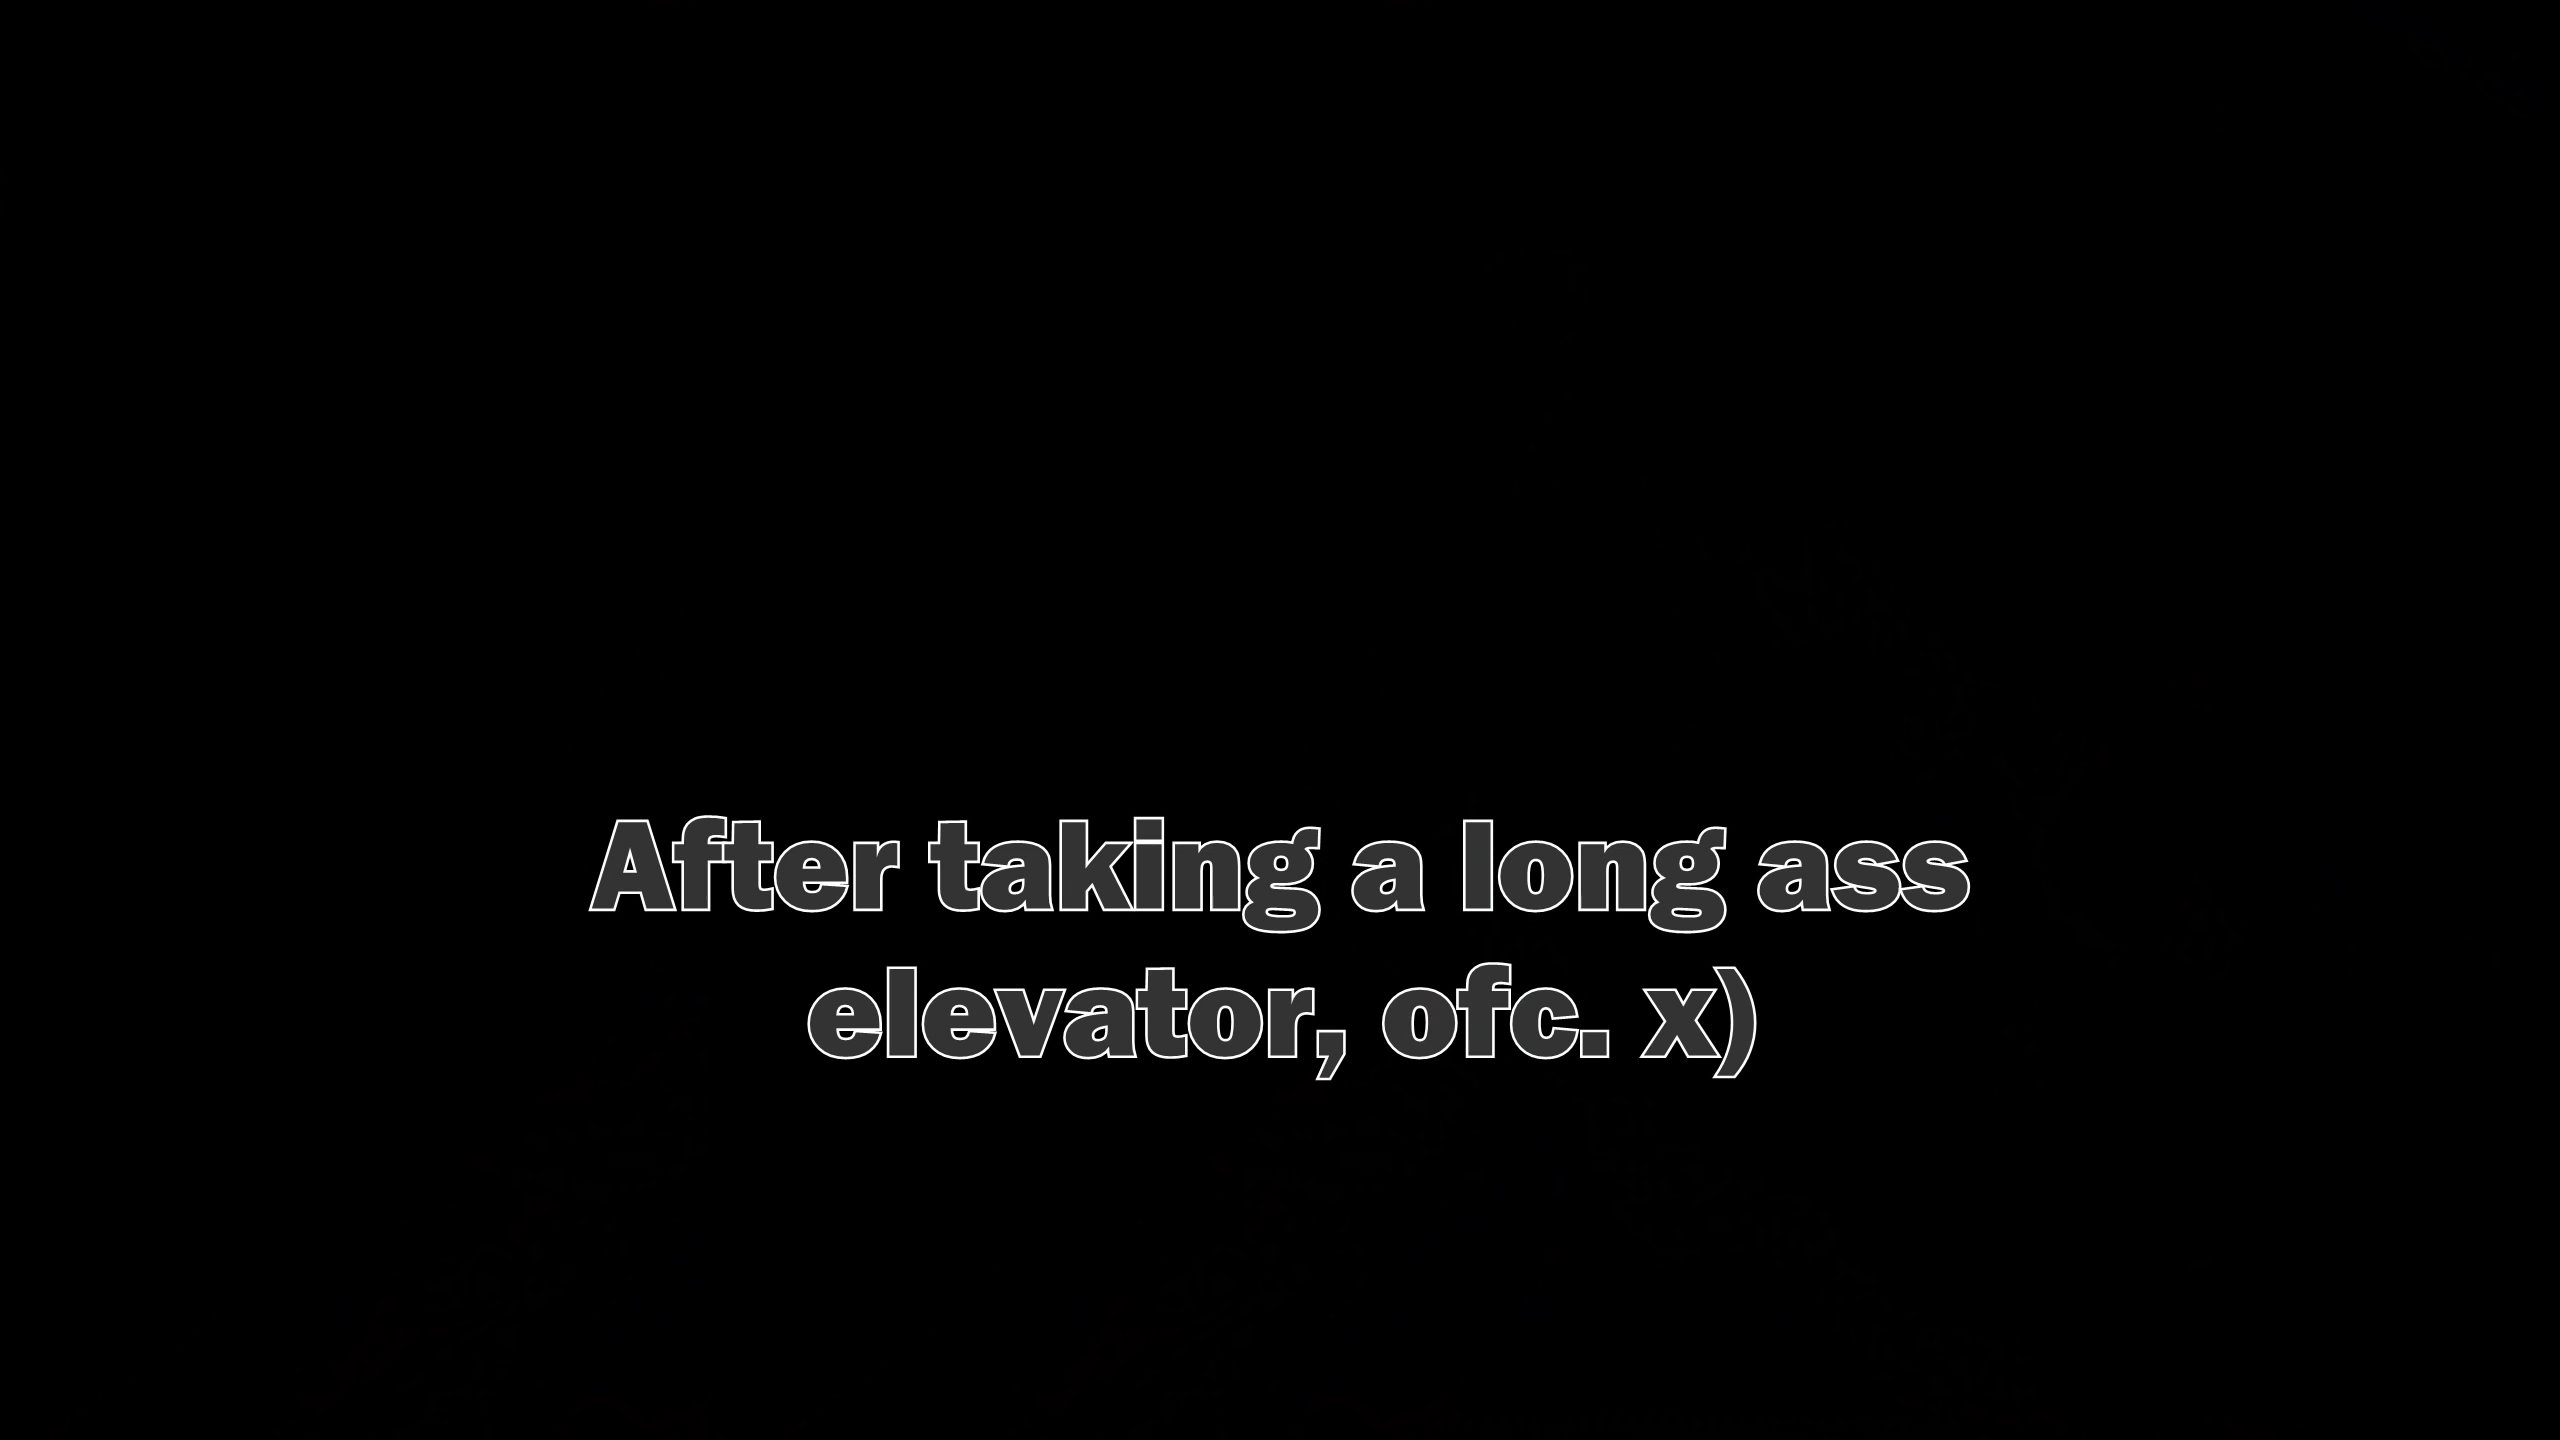 After taking a long ass
elevator, ofc. x)